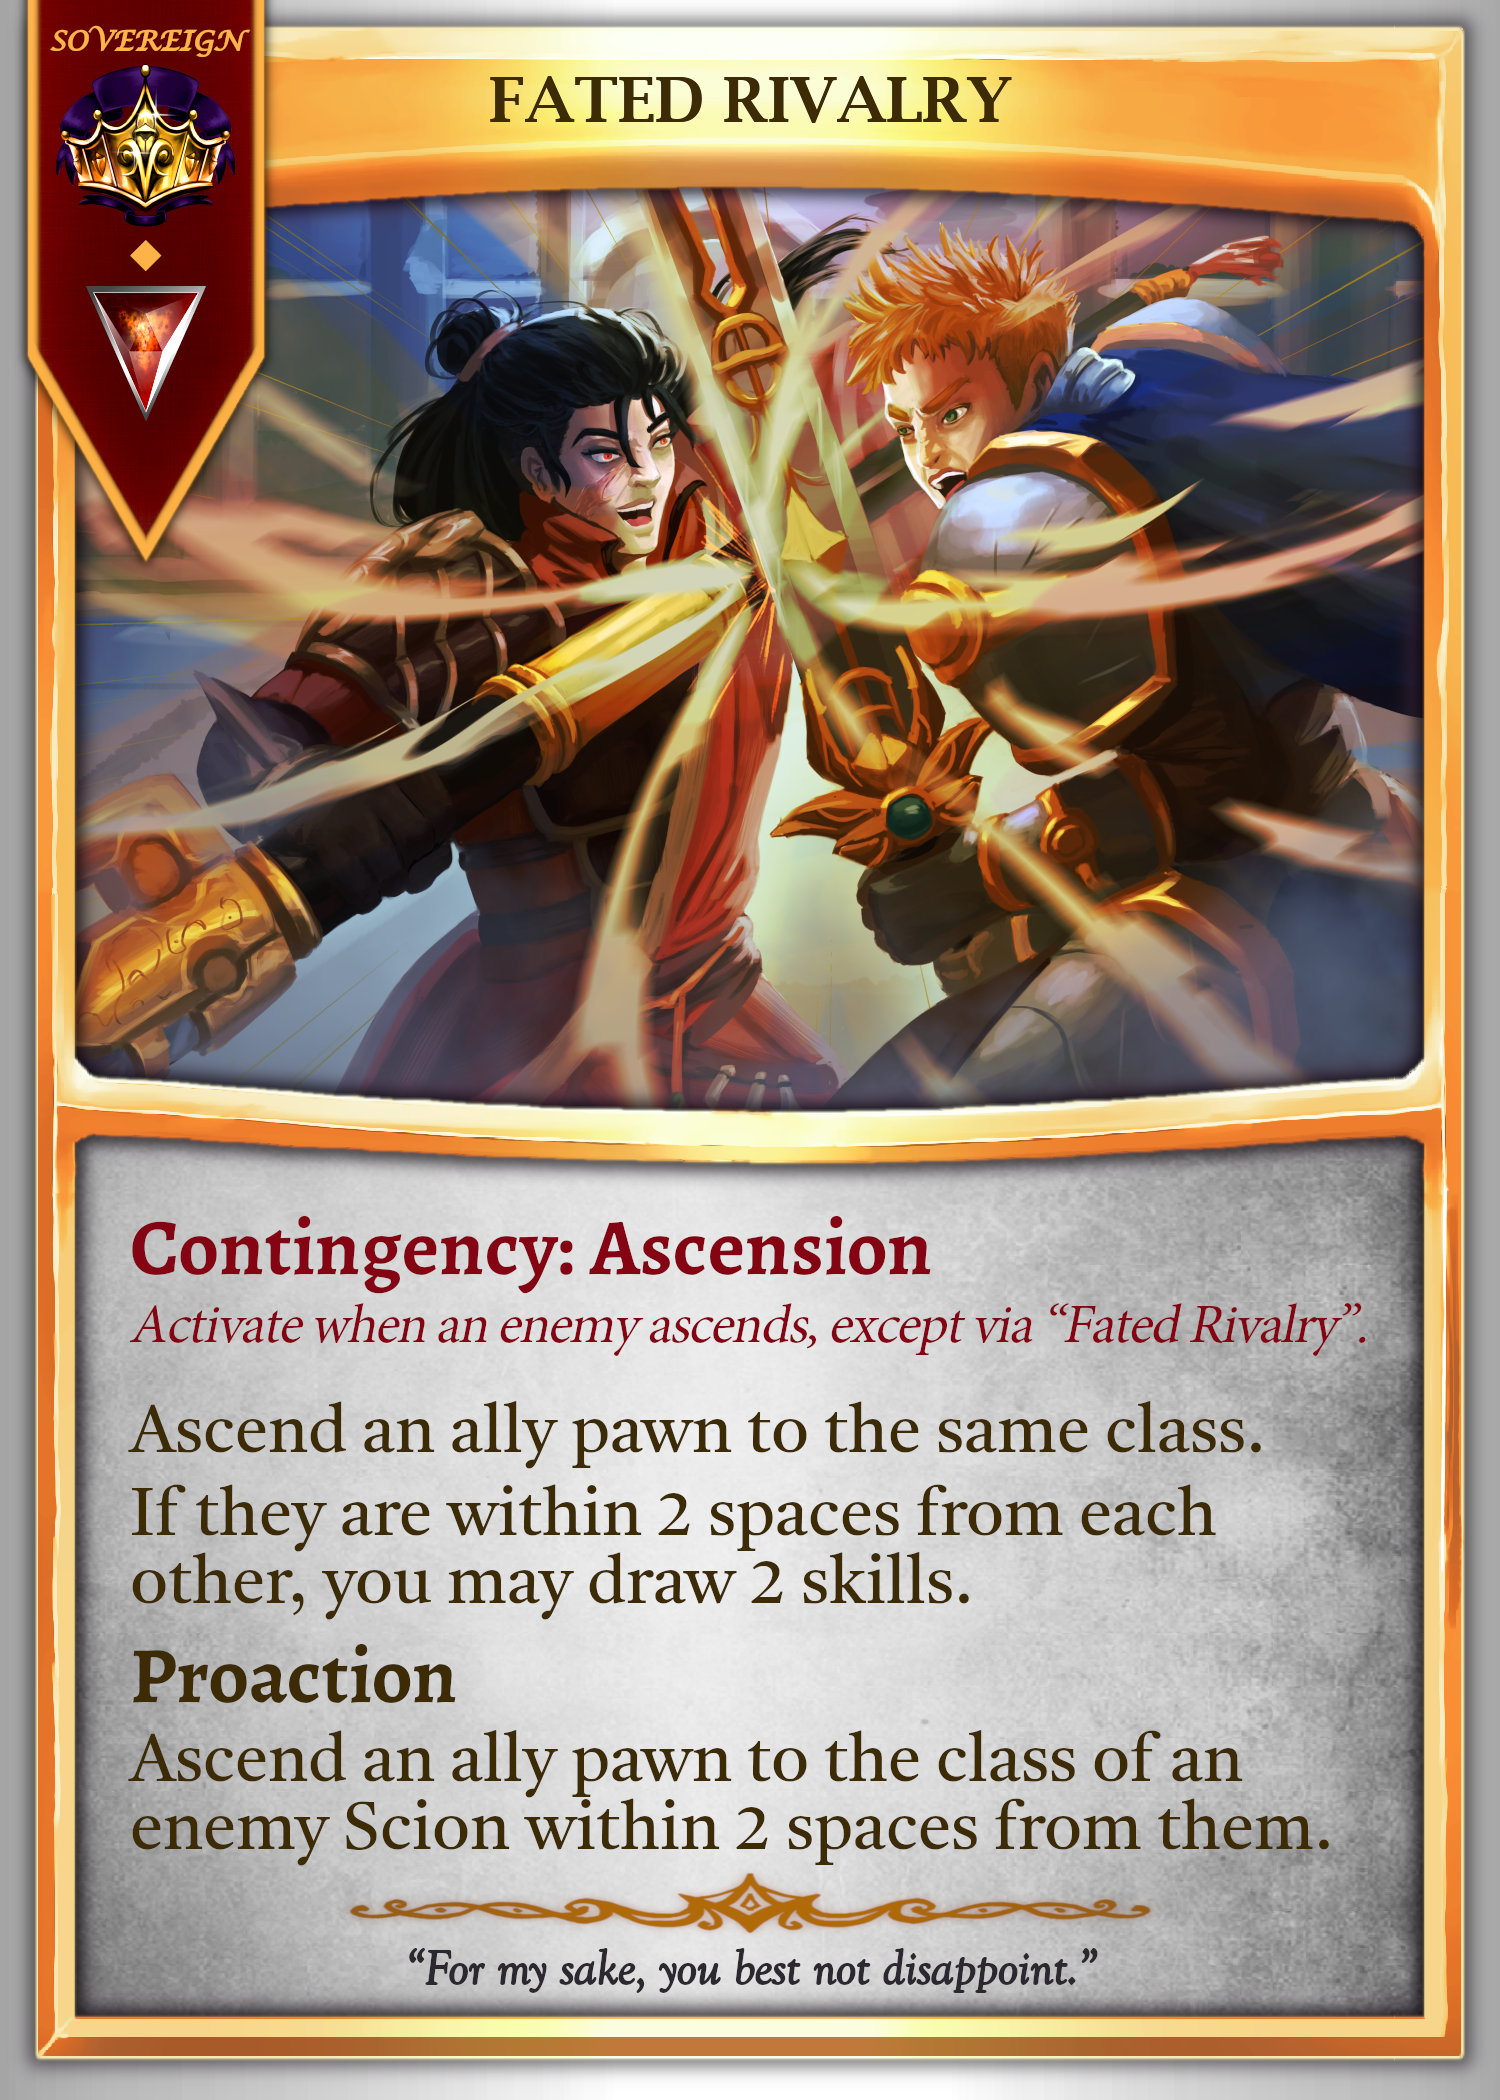 SOVEREIGN
FATED RIVALRY
Contingency: Ascension
Activate when an enemy ascends, except via “Fated Rivalry”.
Ascend an ally pawn to the same class.
If they are within 2 spaces from each
other, you may draw 2 skills.
Proaction
Ascend an ally pawn to the class of an
enemy Scion within 2 spaces from them.
“For my sake, you best not disappoint.”